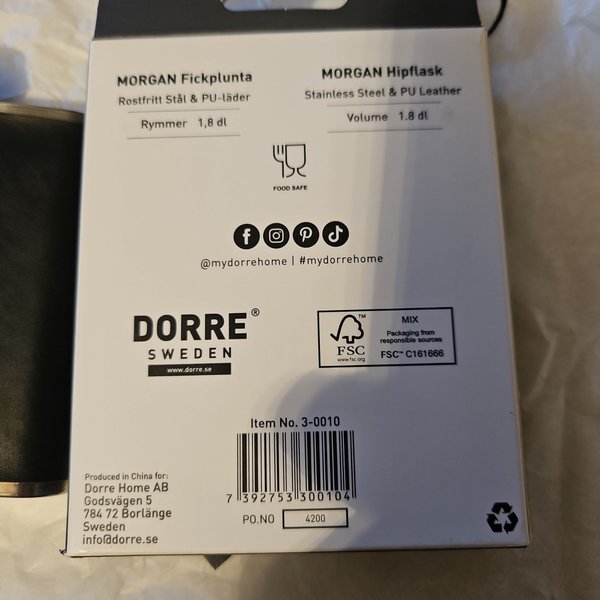 MORGAN Fickplunta
Rostfritt Stål & PU-läder
Rymmer 1,8 dl
MORGAN Hipflask
Stainless Steel & PU Leather
Volume 1.8 dl
FOOD SAFE
@mydorrehome | #mydorrehome
DORRE®
SWEDEN
www.dorre.se
FSC™
www.fsc.org
MIX
Packaging from
responsible sources
FSC™ C161666
Item No. 3-0010
7 392753 300104
PO.NO 4200
Produced in China for:
Dorre Home AB
Godsvägen 5
784 72 Borlänge
Sweden
info@dorre.se